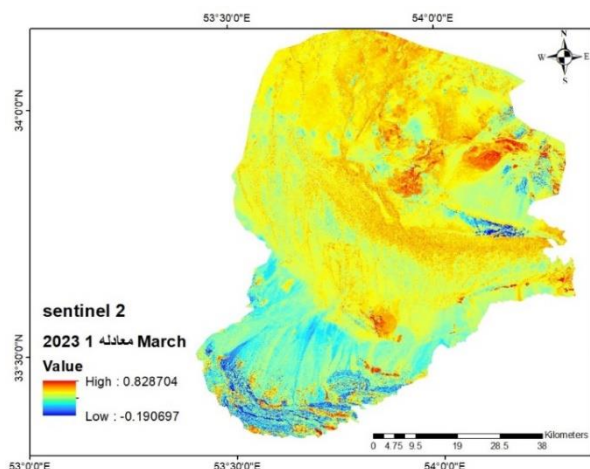 53°30'0"E 54°0'0"E
N
W E
S
34°0'0"N
33°30'0"N
sentinel 2
2023 معادله 1 March
Value
High : 0.828704
Low : -0.190697
Kilometers
0 4.75 9.5 19 28.5 38
53°0'0"E 53°30'0"E 54°0'0"E